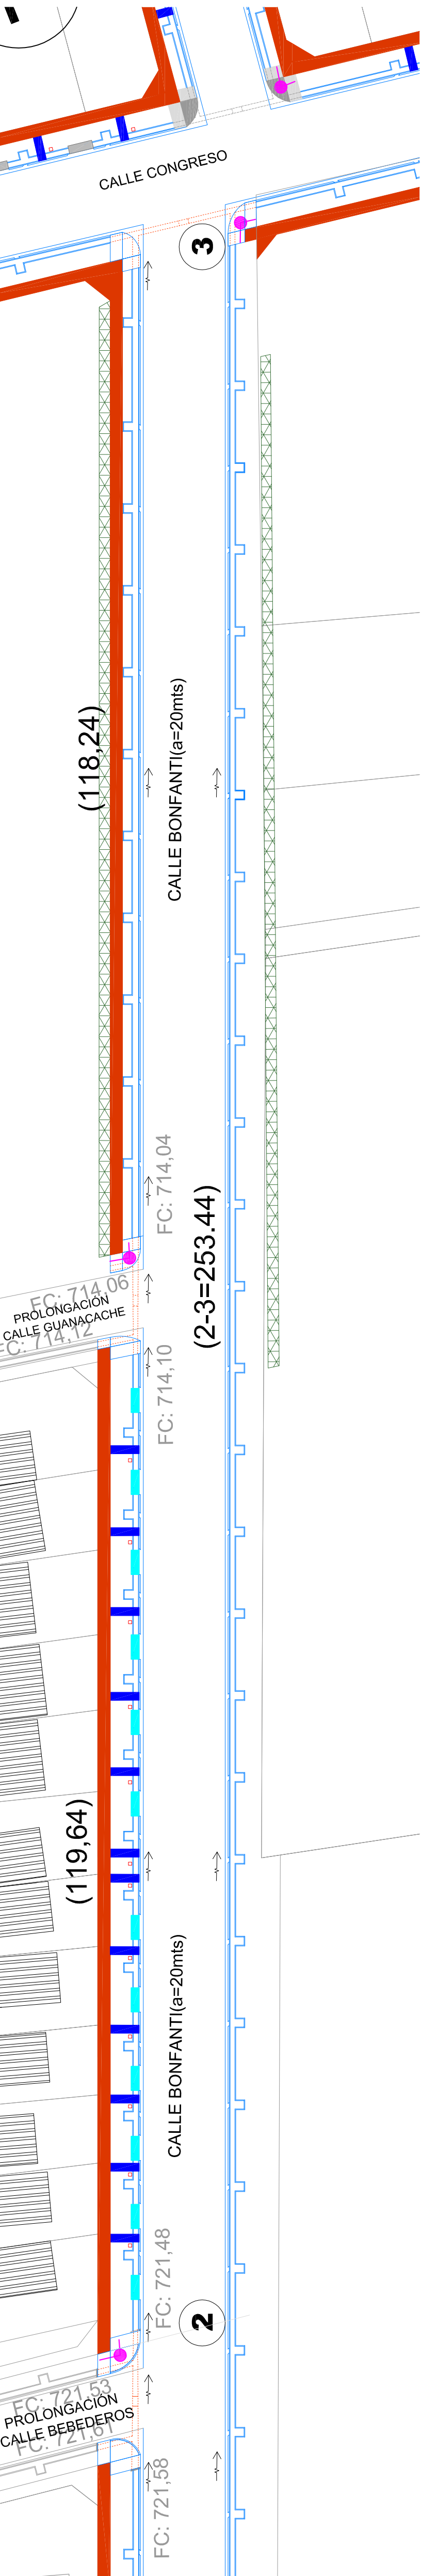 CALLE CONGRESO
3
(118,24)
CALLE BONFANTI(a=20mts)
FC: 714,04
(2-3=253.44)
FC: 714,06
PROLONGACIÓN
CALLE GUANACACHE
FC: 714,12
FC: 714,10
(119,64)
CALLE BONFANTI(a=20mts)
FC: 721,48
2
FC: 721,53
PROLONGACIÓN
CALLE BEBEDEROS
FC: 721,61
FC: 721,58